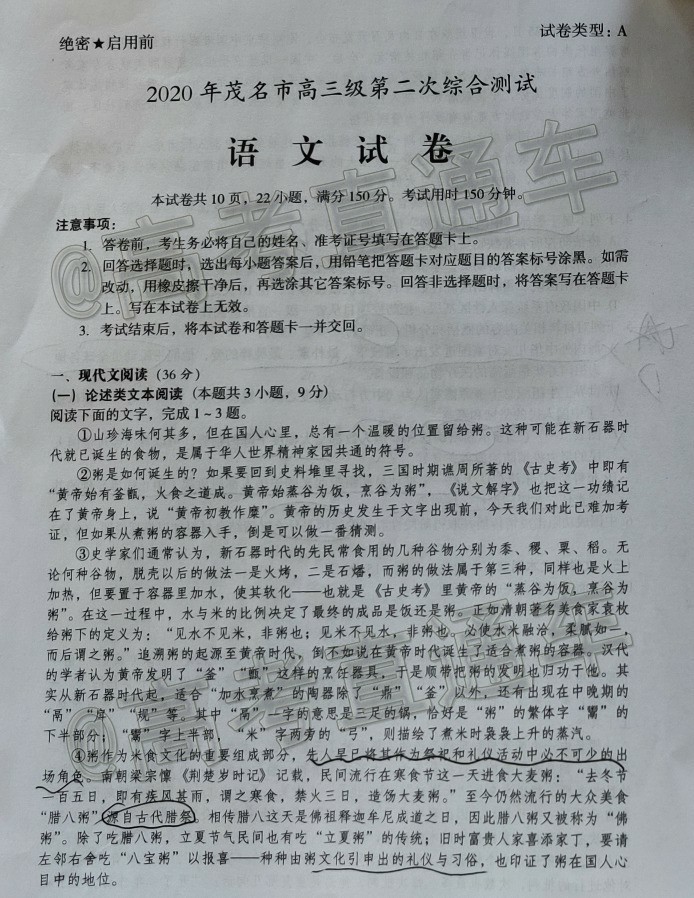 绝密★启用前
试卷类型：A
2020 年茂名市高三级第二次综合测试
语 文 试 卷
本试卷共 10 页，22 小题，满分 150 分。考试用时 150 分钟。
注意事项：
1. 答卷前，考生务必将自己的姓名、准考证号填写在答题卡上。
2. 回答选择题时，选出每小题答案后，用铅笔把答题卡对应题目的答案标号涂黑。如需
改动，用橡皮擦干净后，再选涂其它答案标号。回答非选择题时，将答案写在答题卡
上。写在本试卷上无效。
3. 考试结束后，将本试卷和答题卡一并交回。
一、现代文阅读（36 分）
（一）论述类文本阅读（本题共 3 小题，9 分）
阅读下面的文字，完成 1~3 题。
①山珍海味何其多，但在国人心里，总有一个温暖的位置留给粥。这种可能在新石器时
代就已诞生的食物，是属于华人世界精神家园共通的符号。
②粥是如何诞生的？如果要回到史料堆里寻找，三国时期谯周所著的《古史考》中即有
“黄帝始有釜甑，火食之道成。黄帝始蒸谷为饭，烹谷为粥”，《说文解字》也把这一功绩记
在了黄帝身上，说“黄帝初教作糜”。黄帝的历史发生于文字出现前，今天我们对此已难加考
证，但如果从煮粥的容器入手，倒是可以做一番猜测。
③史学家们通常认为，新石器时代的先民常食用的几种谷物分别为黍、稷、粟、稻。无
论何种谷物，脱壳以后的做法一是火烤，二是石燔，而粥的做法属于第三种，同样也是火上
加热，但要置于容器里加水，使其软化——也就是《古史考》里黄帝的“蒸谷为饭，烹谷为
粥”。在这一过程中，水与米的比例决定了最终的成品是饭还是粥。正如清朝著名美食家袁枚
给粥下的定义为：“见水不见米，非粥也；见米不见水，非粥也。必使水米融洽，柔腻如一，
而后谓之粥。”追溯粥的起源至黄帝时代，倒不如说在黄帝时代诞生了适合煮粥的容器。汉代
的学者认为黄帝发明了“釜”“甑”这样的烹饪器具，于是顺带把粥的发明也归功于他。其
实从新石器时代起，适合“加水烹煮”的陶器除了“鼎”“釜”以外，还有出现在中晚期的
“鬲”“斝”“甗”等。其中“鬲”一字的意思是三足的锅，恰好是“粥”的繁体字“鬻”的
下半部分；“鬻”字上半部，“米”字两旁的“弓”，则描绘了煮米时袅袅上升的蒸汽。
④粥作为米食文化的重要组成部分，先人早已将其作为祭祀和礼仪活动中必不可少的出
场角色。南朝梁宗懔《荆楚岁时记》记载，民间流行在寒食节这一天进食大麦粥：“去冬节
一百五日，即有疾风甚雨，谓之寒食，禁火三日，造饧大麦粥。”至今仍然流行的大众美食
“腊八粥”源自古代腊祭，相传腊八这天是佛祖释迦牟尼成道之日，因此腊八粥又被称为“佛
粥”。除了吃腊八粥，立夏节气民间也有吃“立夏粥”的传统；旧时富贵人家喜添家丁，要请
左邻右舍吃“八宝粥”以报喜——种种由粥文化引申出的礼仪与习俗，也印证了粥在国人心
目中的地位。
@高考直通车
@高考直通车